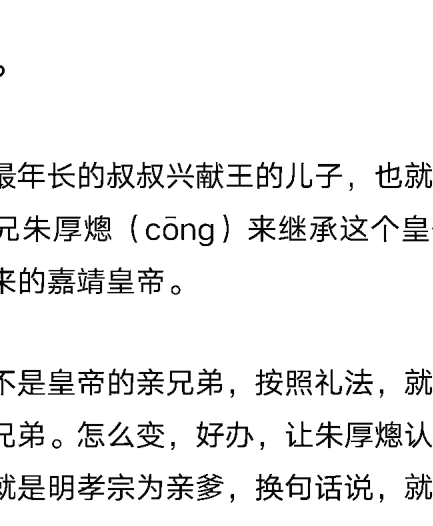 。
最年长的叔叔兴献王的儿子，也就
兄朱厚熜（cōng）来继承这个皇
来的嘉靖皇帝。
不是皇帝的亲兄弟，按照礼法，就
兄弟。怎么变，好办，让朱厚熜认
就是明孝宗为亲爹，换句话说，就